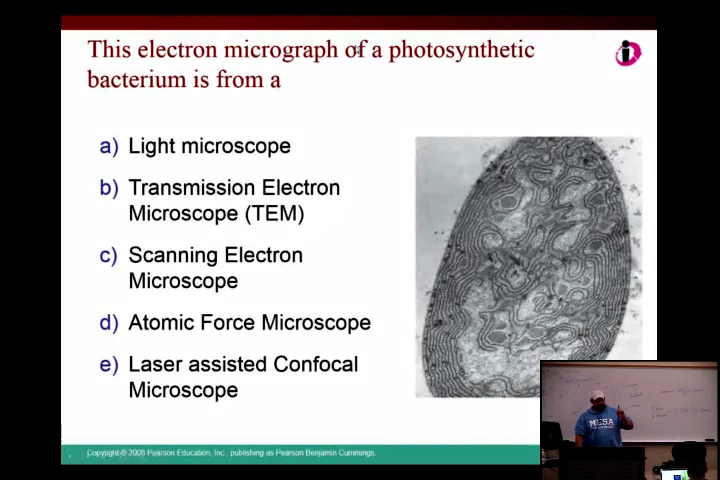 This electron micrograph of a photosynthetic
bacterium is from a
a) Light microscope
b) Transmission Electron
Microscope (TEM)
c) Scanning Electron
Microscope
d) Atomic Force Microscope
e) Laser assisted Confocal
Microscope
Copyright © 2008 Pearson Education, Inc. publishing as Pearson Benjamin Cummings.
MESA